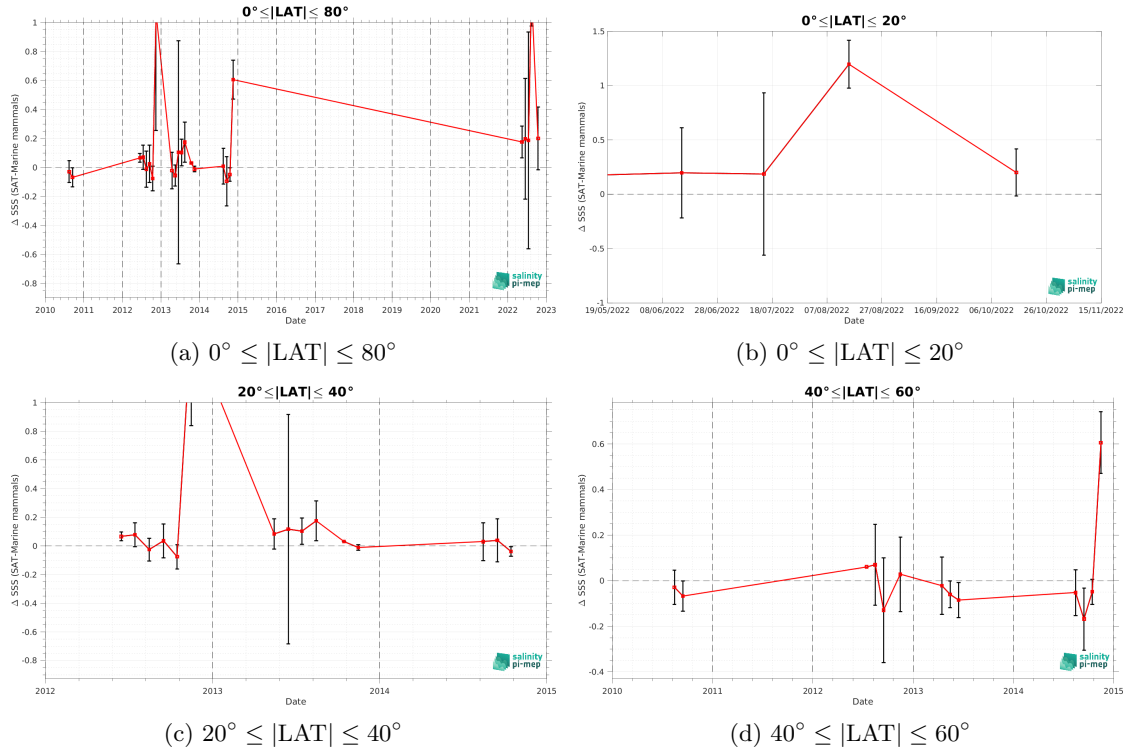 0°≤|LAT|≤ 80°
Δ SSS (SAT-Marine mammals)
1
0.8
0.6
0.4
0.2
0
-0.2
-0.4
-0.6
-0.8
2010 2011 2012 2013 2014 2015 2016 2017 2018 2019 2020 2021 2022 2023
Date
salinity
pi-mep
(a) 0° ≤ |LAT| ≤ 80°
0°≤|LAT|≤ 20°
Δ SSS (SAT-Marine mammals)
1.5
1
0.5
0
-0.5
-1
19/05/2022 08/06/2022 28/06/2022 18/07/2022 07/08/2022 27/08/2022 16/09/2022 06/10/2022 26/10/2022 15/11/2022
Date
salinity
pi-mep
(b) 0° ≤ |LAT| ≤ 20°
20°≤|LAT|≤ 40°
Δ SSS (SAT-Marine mammals)
1
0.8
0.6
0.4
0.2
0
-0.2
-0.4
-0.6
-0.8
2012 2013 2014 2015
Date
salinity
pi-mep
(c) 20° ≤ |LAT| ≤ 40°
40°≤|LAT|≤ 60°
Δ SSS (SAT-Marine mammals)
0.6
0.4
0.2
0
-0.2
-0.4
2010 2011 2012 2013 2014 2015
Date
salinity
pi-mep
(d) 40° ≤ |LAT| ≤ 60°